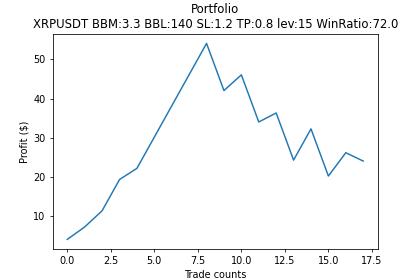 Portfolio
XRPUSDT BBM:3.3 BBL:140 SL:1.2 TP:0.8 lev:15 WinRatio:72.0
50
40
30
20
10
Profit ($)
0.0 2.5 5.0 7.5 10.0 12.5 15.0 17.5
Trade counts